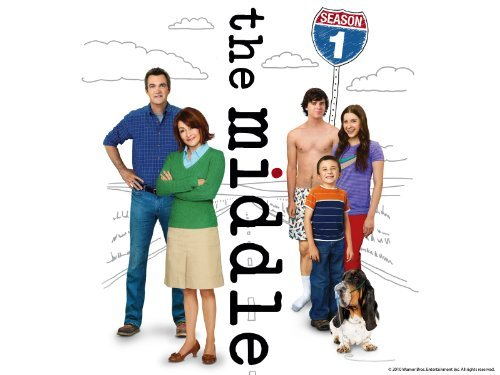 the middle
SEASON
1
© 2010 Warner Bros. Entertainment Inc. All rights reserved.